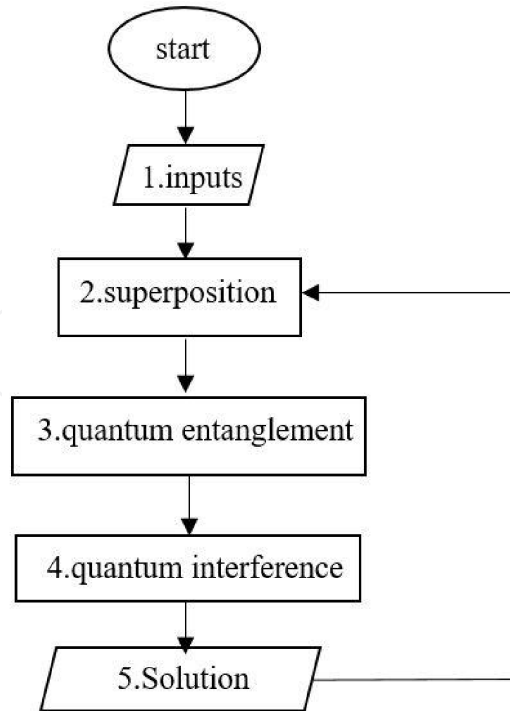 start
1.inputs
2.superposition
3.quantum entanglement
4.quantum interference
5.Solution